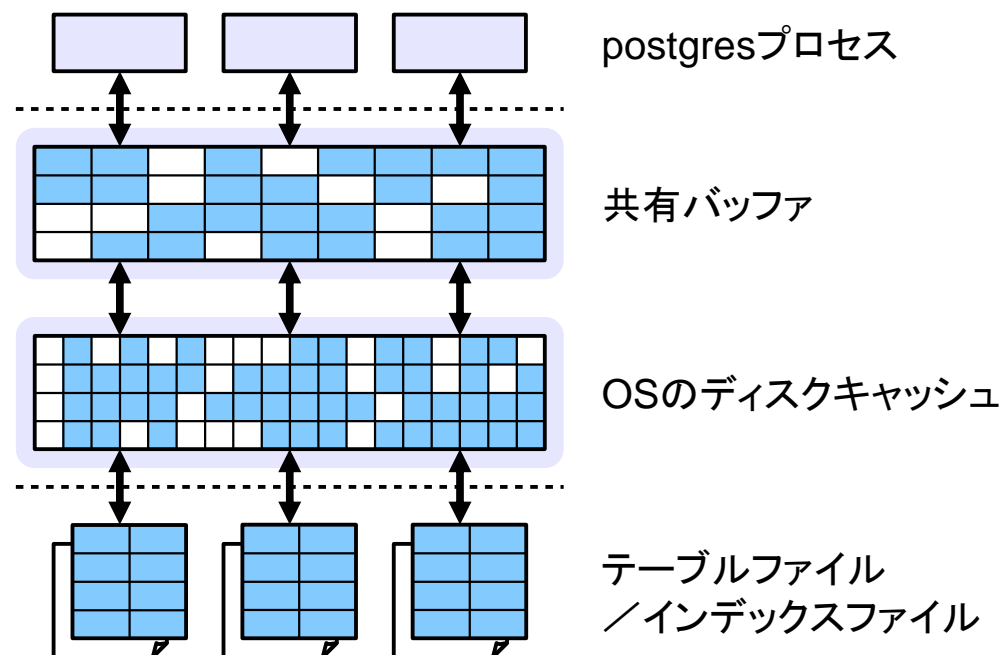 postgresプロセス
共有バッファ
OSのディスクキャッシュ
テーブルファイル
／インデックスファイル